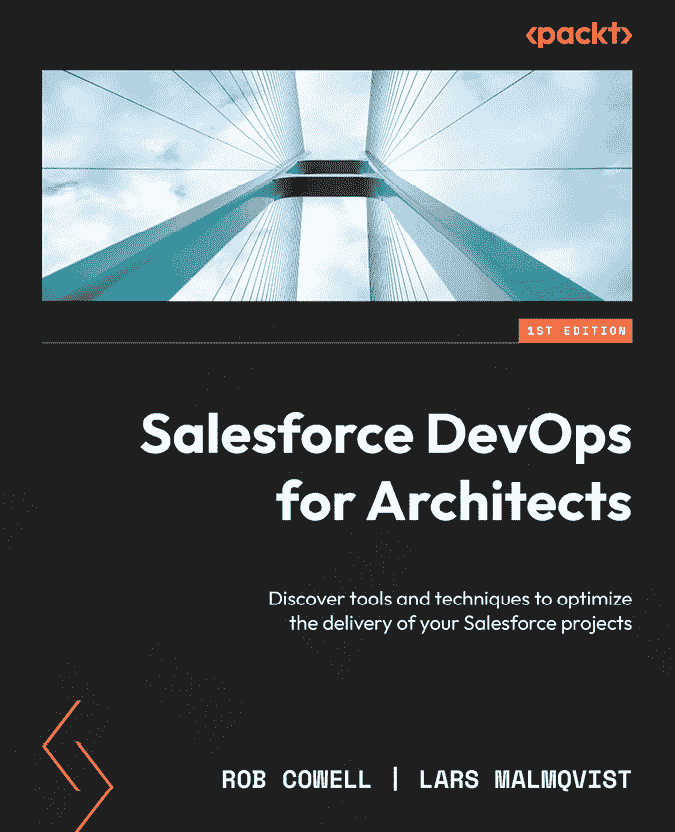 <packt>
1ST EDITION
Salesforce DevOps
for Architects
Discover tools and techniques to optimize
the delivery of your Salesforce projects
ROB COWELL | LARS MALMQVIST